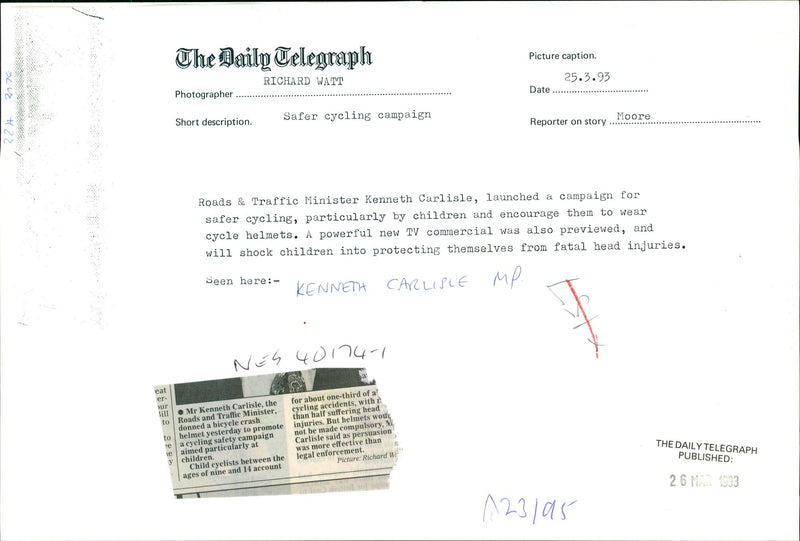 The Daily Telegraph
Picture caption.
RICHARD WATT
Photographer
25.3.93
Date
Short description. Safer cycling campaign
Reporter on story Moore
Roads & Traffic Minister Kenneth Carlisle, launched a campaign for
safer cycling, particularly by children and encourage them to wear
cycle helmets. A powerful new TV commercial was also previewed, and
will shock children into protecting themselves from fatal head injuries.
Seen here:- KENNETH CARLISLE MP.
NES 40174-1
● Mr Kenneth Carlisle, the
Roads and Traffic Minister,
donned a bicycle crash
helmet yesterday to promote
a cycling safety campaign
aimed particularly at
children.
Child cyclists between the
ages of nine and 14 account
for about one-third of a
cycling accidents, with
than half suffering head
injuries. But helmets
not be made compulsory,
Carlisle said as persuasion
was more effective than
legal enforcement.
Picture: Richard
THE DAILY TELEGRAPH
PUBLISHED:
26 MAR 1993
A23/95